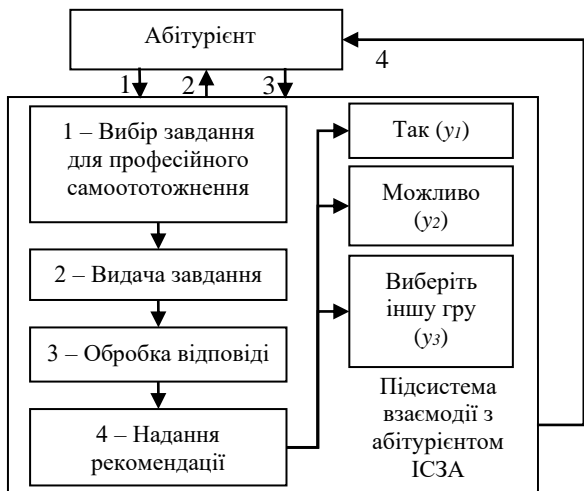 Абітурієнт
1
2
3
4
1 – Вибір завдання
для професійного
самоототожнення
2 – Видача завдання
3 – Обробка відповіді
4 – Надання
рекомендації
Так (y1)
Можливо
(y2)
Виберіть
іншу гру
(y3)
Підсистема
взаємодії з
абітурієнтом
ІСЗА